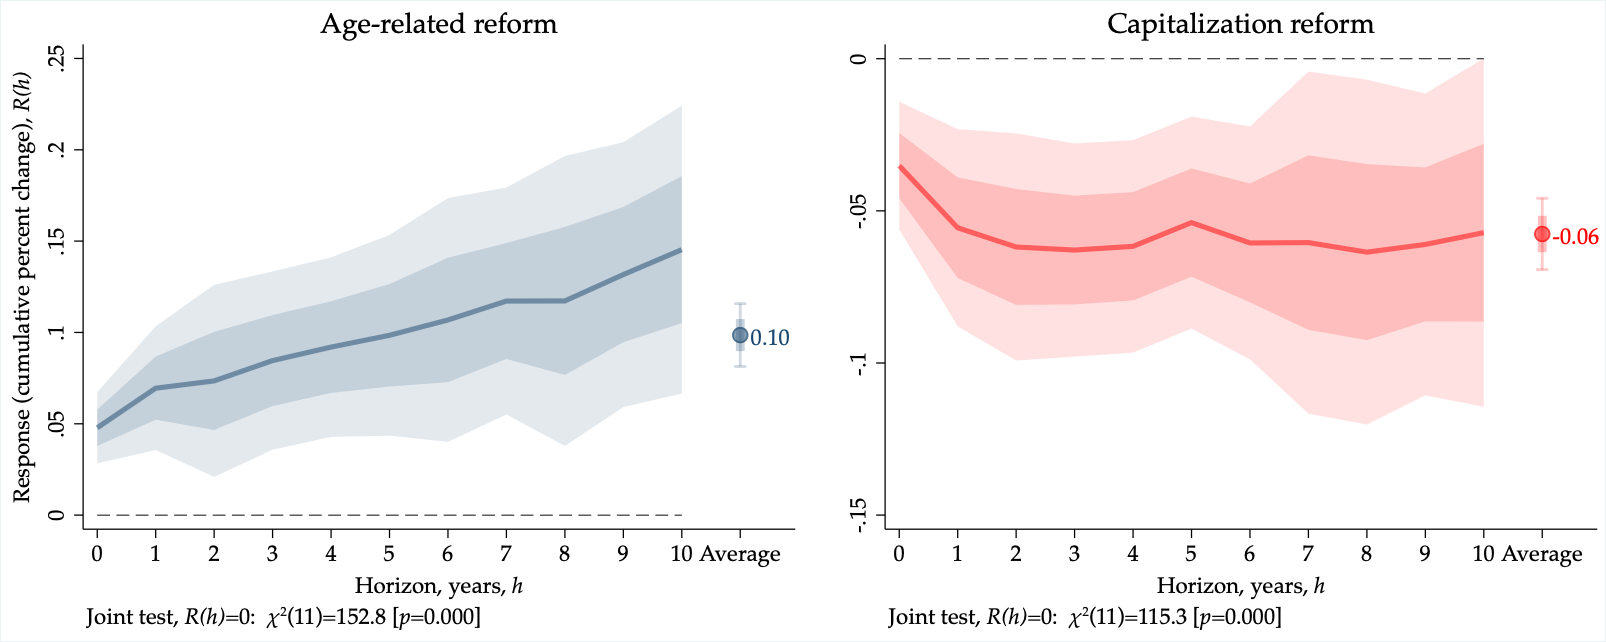 Age-related reform
Response (cumulative percent change), R(h)
.25
.2
.15
.1
.05
0
0 1 2 3 4 5 6 7 8 9 10 Average
0.10
Horizon, years, h
Joint test, R(h)=0: χ²(11)=152.8 [p=0.000]
Capitalization reform
0
-.05
-.1
-.15
0 1 2 3 4 5 6 7 8 9 10 Average
-0.06
Horizon, years, h
Joint test, R(h)=0: χ²(11)=115.3 [p=0.000]